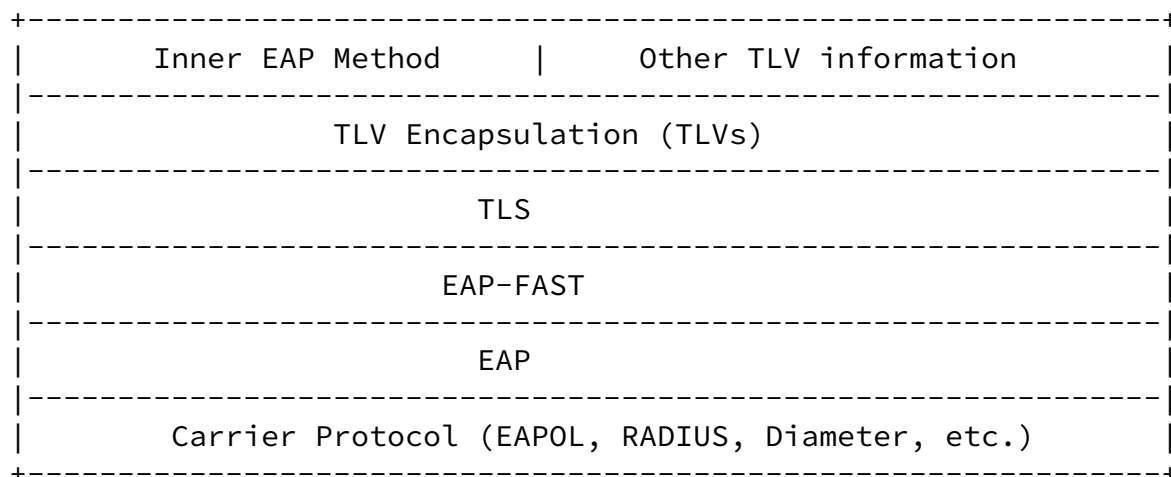 Inner EAP Method | Other TLV information
TLV Encapsulation (TLVs)
TLS
EAP-FAST
EAP
Carrier Protocol (EAPOL, RADIUS, Diameter, etc.)